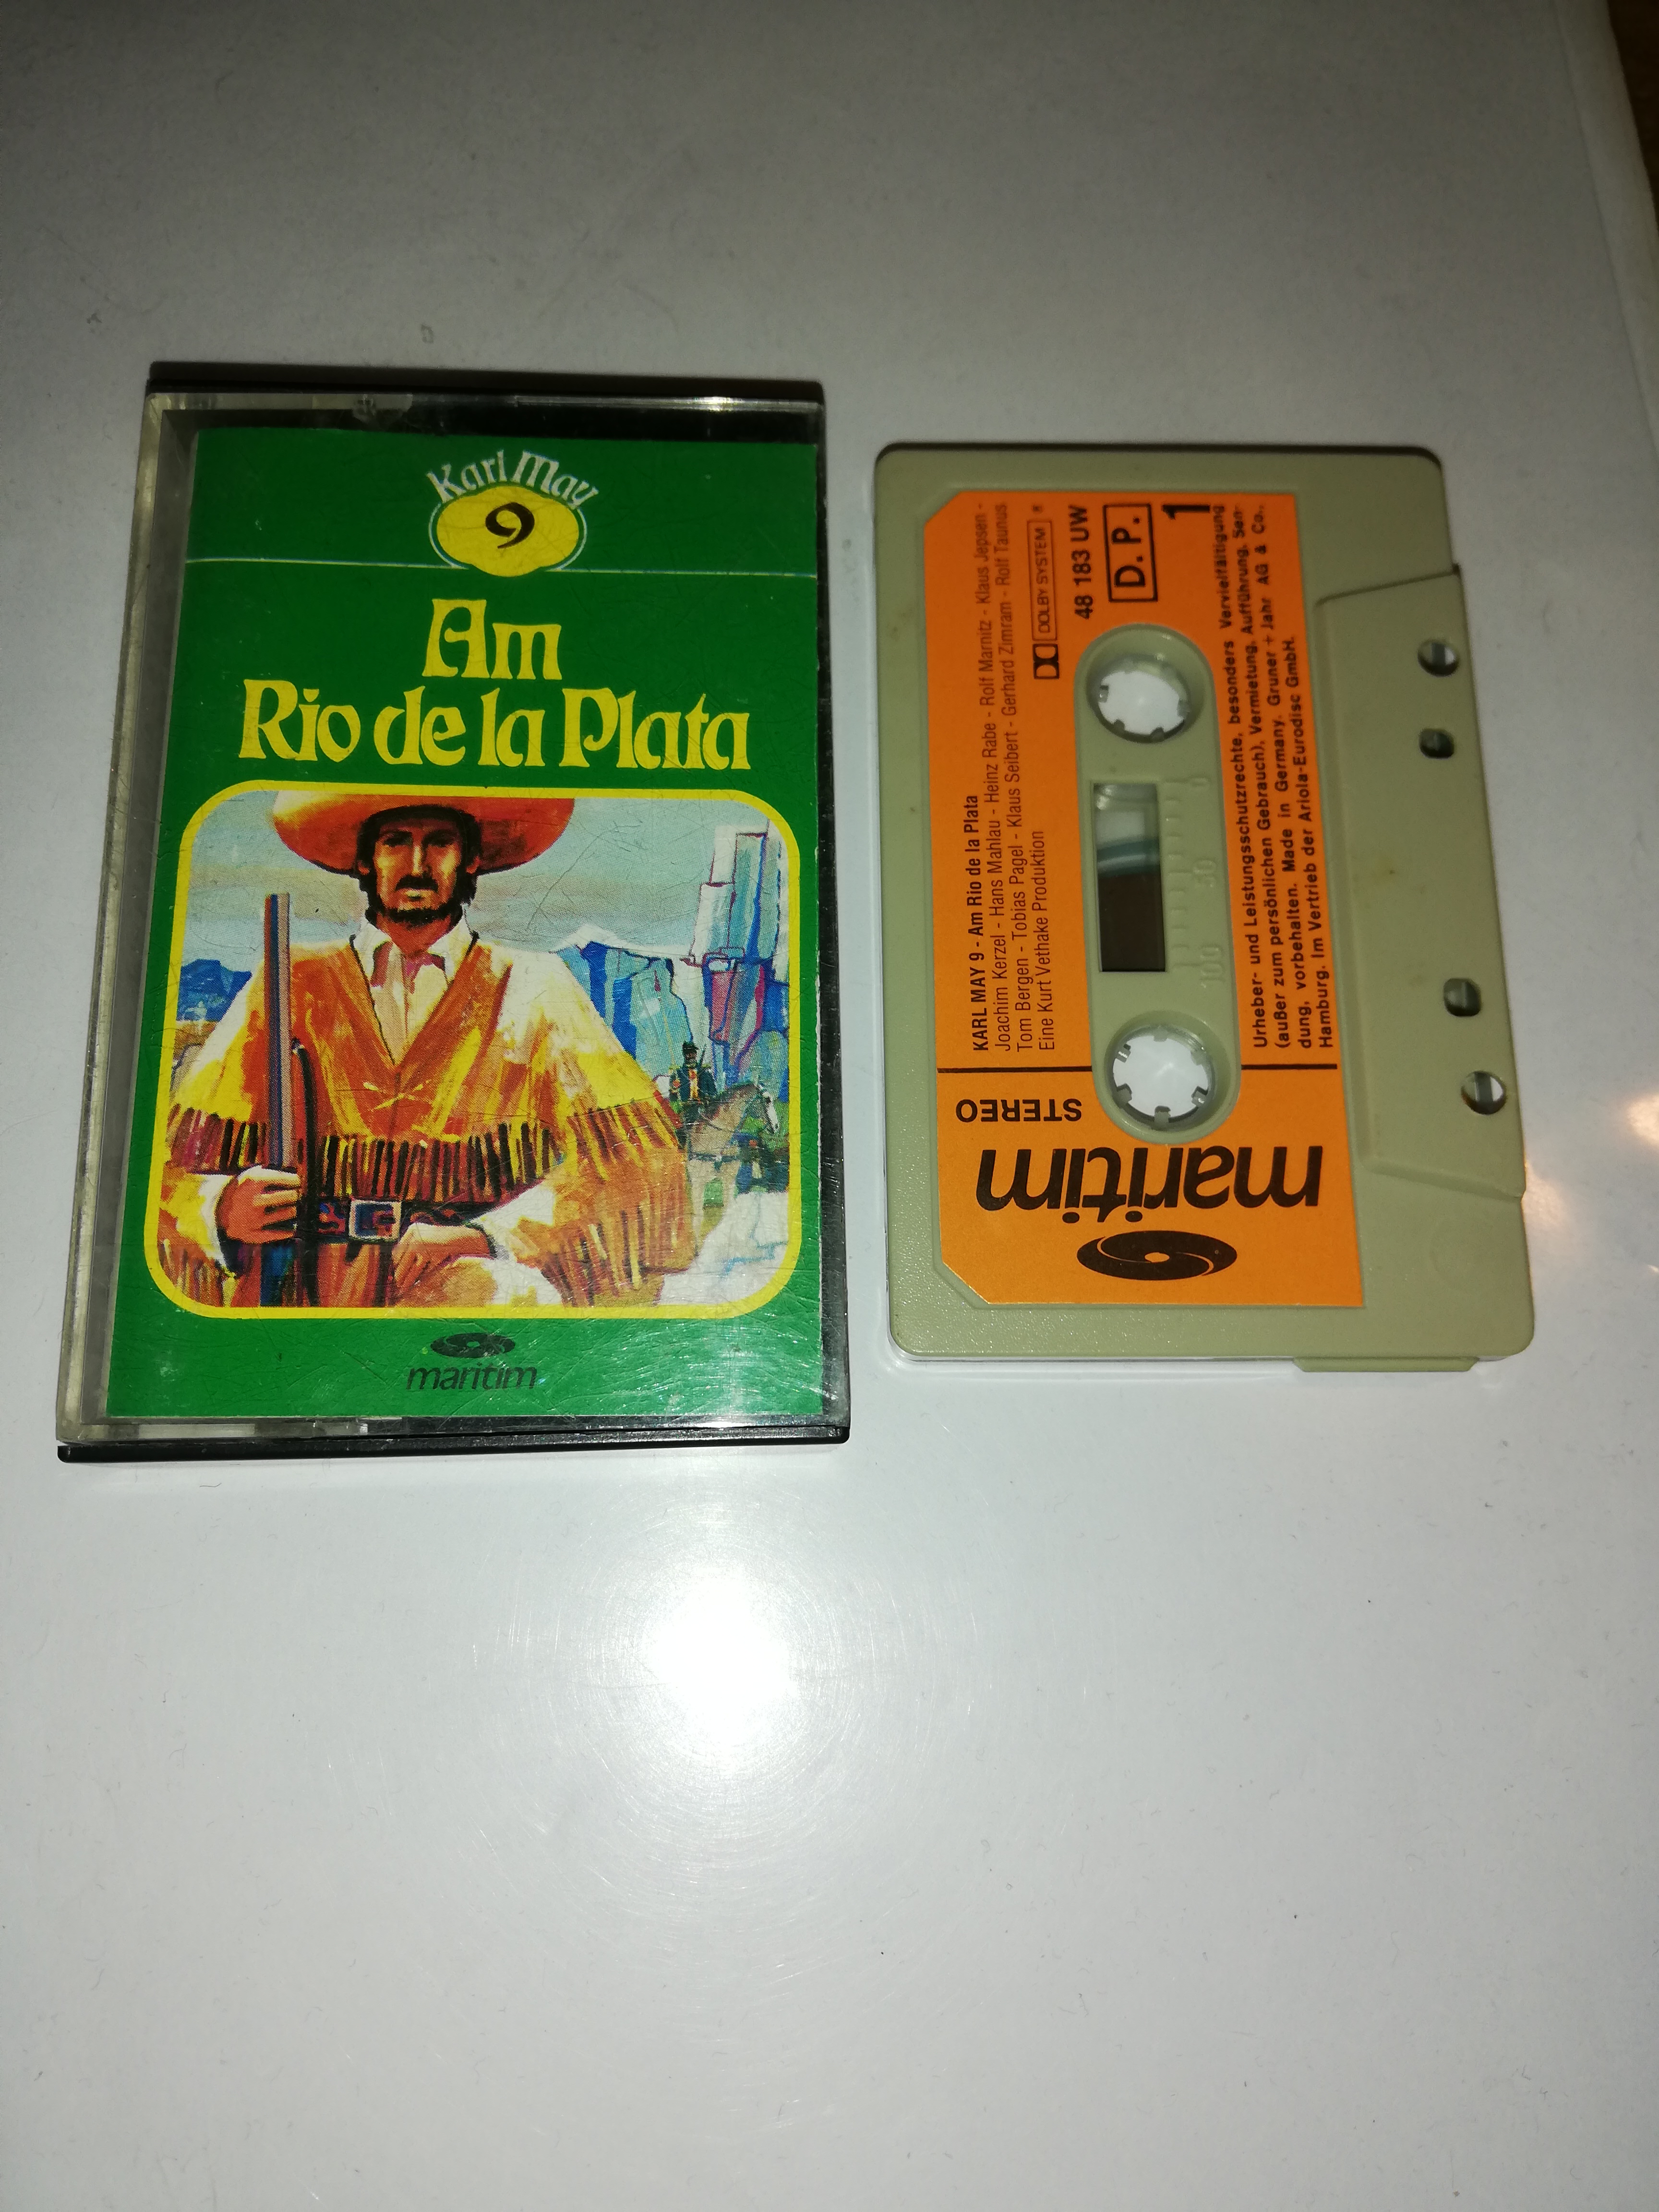 Karl May
9
Am
Rio de la Plata
maritim
KARL MAY 9 - Am Rio de la Plata
Joachim Kerzel - Hans Mahlau - Heinz Rabe - Rolf Marnitz - Klaus Jepsen -
Tom Bergen - Tobias Pagel - Klaus Seibert - Gerhard Zimram - Rolf Taunus
Eine Kurt Vethake Produktion
DOLBY SYSTEM
48 183 UW
D. P.
1
STEREO
maritim
100 50 0
Urheber- und Leistungsschutzrechte, besonders Vervielfältigung
(außer zum persönlichen Gebrauch), Vermietung, Aufführung, Sen-
dung, vorbehalten. Made in Germany. Gruner + Jahr AG & Co.,
Hamburg. Im Vertrieb der Ariola-Eurodisc GmbH.